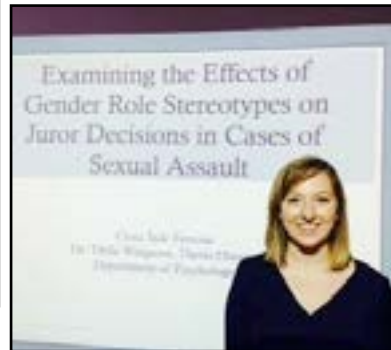 Examining the Effects of
Gender Role Stereotypes on
Juror Decisions in Cases of
Sexual Assault
Department of Psychology